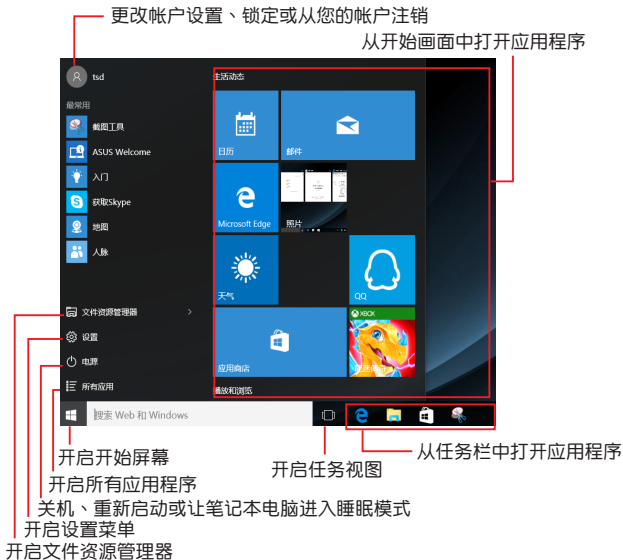 更改帐户设置、锁定或从您的帐户注销
从开始画面中打开应用程序
tsd
生活动态
最常用
截图工具
ASUS Welcome
入门
获取Skype
地图
人脉
日历
邮件
Microsoft Edge
照片
天气
QQ
XBOX
应用商店
播放和浏览
文件资源管理器
设置
电源
所有应用
搜索 Web 和 Windows
开启开始屏幕
开启任务视图
从任务栏中打开应用程序
开启所有应用程序
关机、重新启动或让笔记本电脑进入睡眠模式
开启设置菜单
开启文件资源管理器